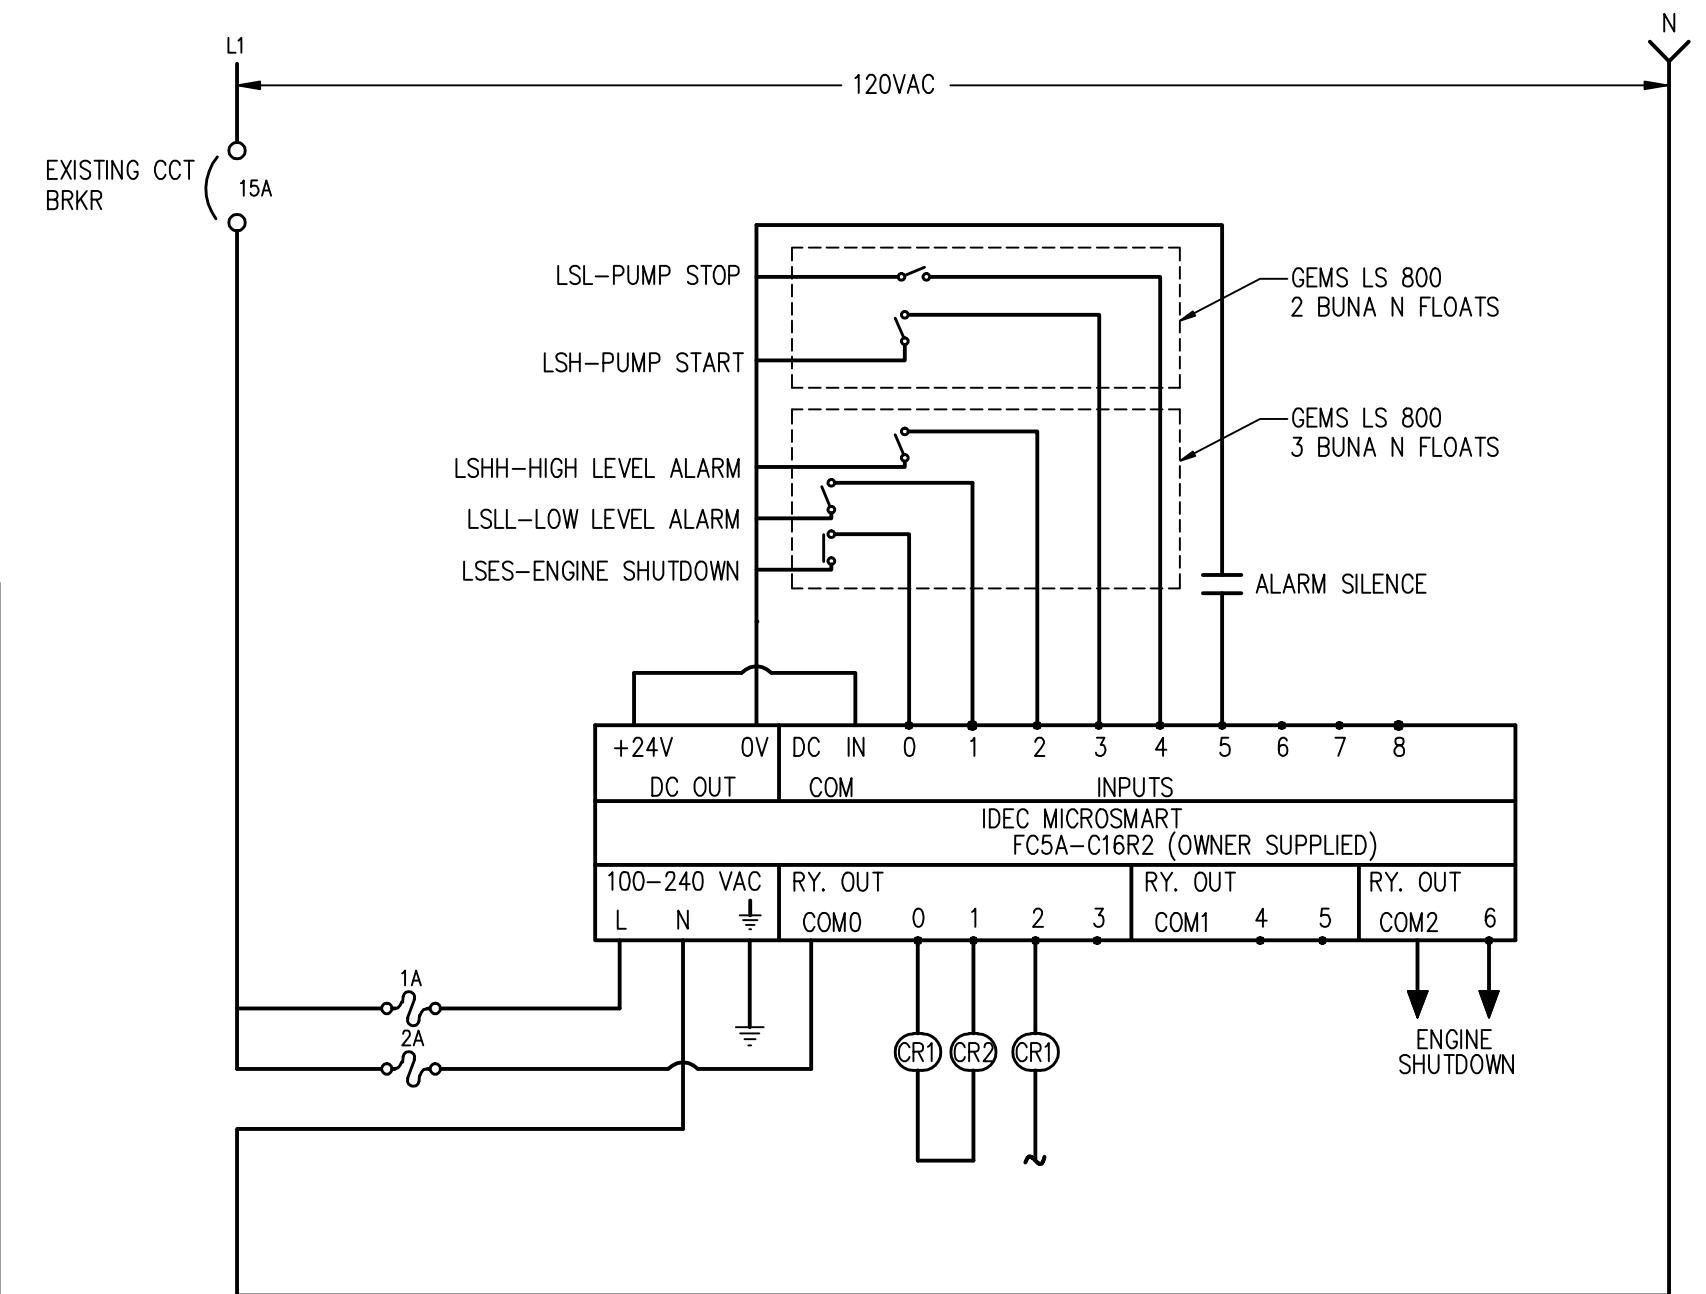 N
L1
120VAC
EXISTING CCT
BRKR
15A
LSL-PUMP STOP
GEMS LS 800
2 BUNA N FLOATS
LSH-PUMP START
GEMS LS 800
3 BUNA N FLOATS
LSHH-HIGH LEVEL ALARM
LSLL-LOW LEVEL ALARM
LSES-ENGINE SHUTDOWN
ALARM SILENCE
+24V 0V DC IN 0 1 2 3 4 5 6 7 8
DC OUT COM INPUTS
IDEC MICROSMART
FC5A-C16R2 (OWNER SUPPLIED)
100-240 VAC RY. OUT RY. OUT RY. OUT
L N COM0 0 1 2 3 COM1 4 5 COM2 6
1A
2A
CR1 CR2 CR1
ENGINE
SHUTDOWN